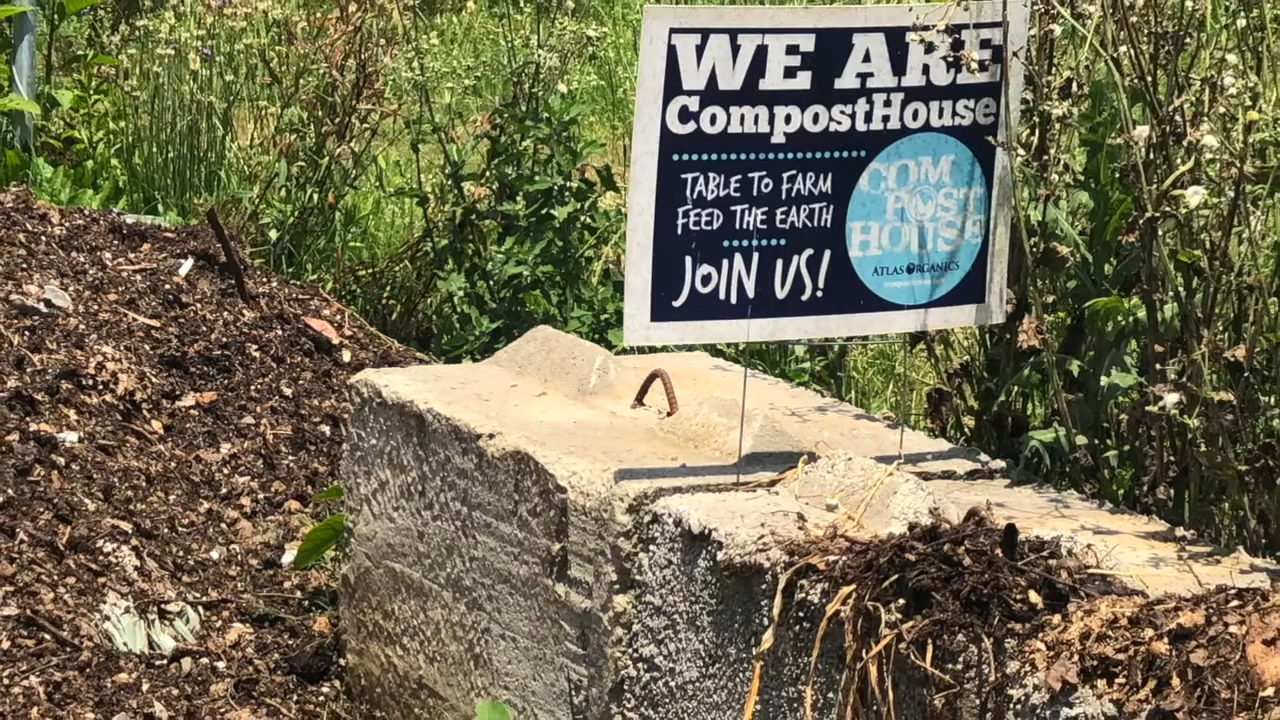 WE ARE
CompostHouse
TABLE TO FARM
FEED THE EARTH
JOIN US!
COM
POST
HOUSE
ATLAS ORGANICS